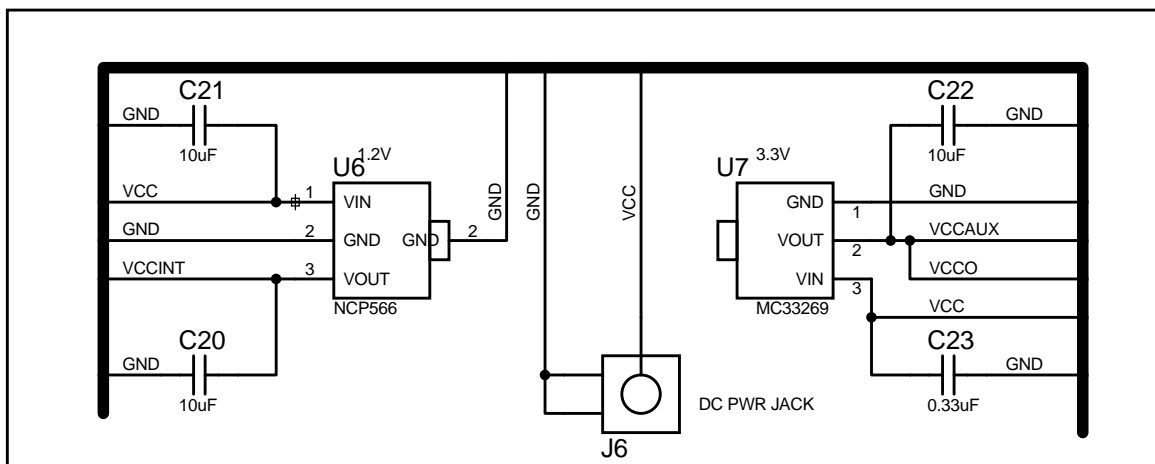 C21
GND
10uF
U6
1.2V
VCC
1
VIN
GND
2
GND
GND
2
VCCINT
3
VOUT
NCP566
C20
GND
10uF
GND
GND
VCC
J6
DC PWR JACK
C22
GND
10uF
U7
3.3V
GND
1
GND
VOUT
2
VCCAUX
VIN
3
VCCO
MC33269
VCC
C23
GND
0.33uF